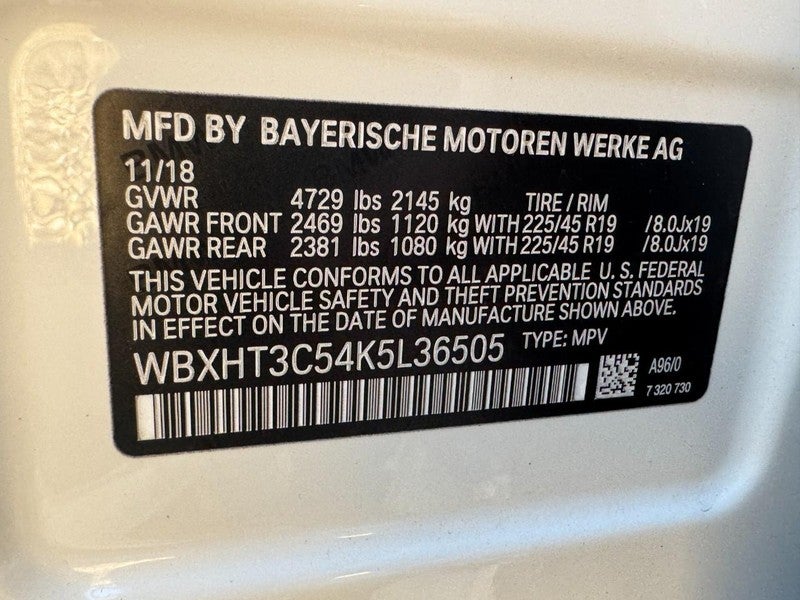 MFD BY BAYERISCHE MOTOREN WERKE AG
11/18
GVWR 4729 lbs 2145 kg TIRE / RIM
GAWR FRONT 2469 lbs 1120 kg WITH 225/45 R19 /8.0Jx19
GAWR REAR 2381 lbs 1080 kg WITH 225/45 R19 /8.0Jx19
THIS VEHICLE CONFORMS TO ALL APPLICABLE U. S. FEDERAL
MOTOR VEHICLE SAFETY AND THEFT PREVENTION STANDARDS
IN EFFECT ON THE DATE OF MANUFACTURE SHOWN ABOVE.
WBXHT3C54K5L36505 TYPE: MPV
A96/0
7 320 730